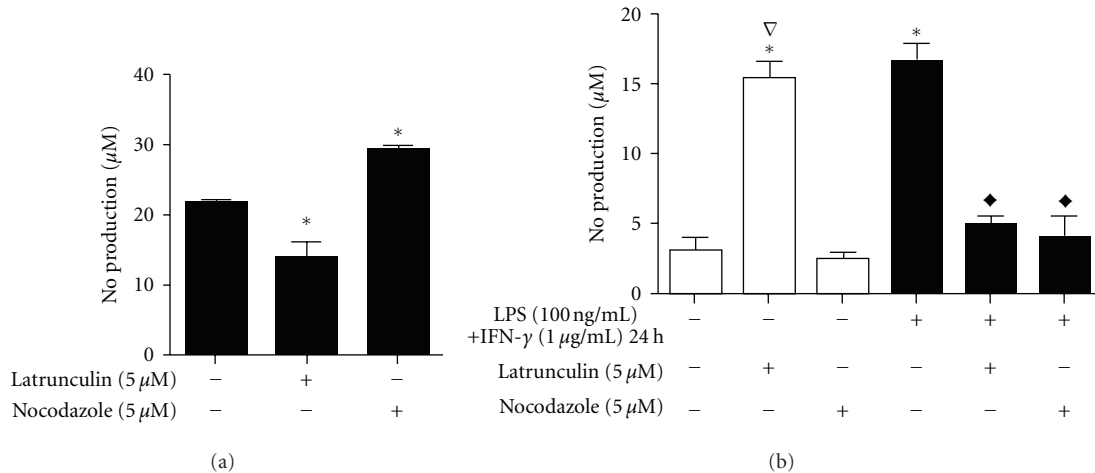 No production (µM)
40
30
20
10
0
*
*
Latrunculin (5 µM) − + −
Nocodazole (5 µM) − − +
(a)
No production (µM)
20
15
10
5
0
∇
*
*
◆
◆
LPS (100 ng/mL)
+IFN-γ (1 µg/mL) 24 h
− − − + + +
Latrunculin (5 µM) − + − − + −
Nocodazole (5 µM) − − + − − +
(b)